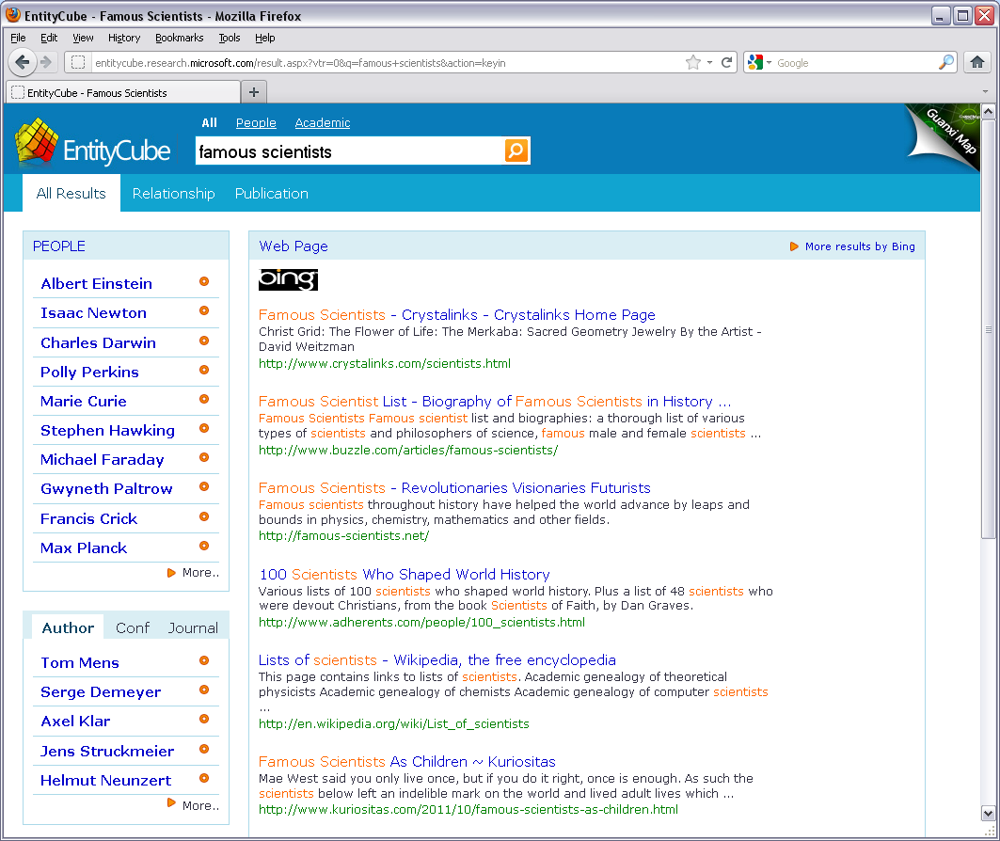 EntityCube - Famous Scientists - Mozilla Firefox
File Edit View History Bookmarks Tools Help
entitycube.research.microsoft.com/result.aspx?vtr=0&q=famous+scientists&action=keyin
Google
EntityCube - Famous Scientists
All People Academic
EntityCube
famous scientists
Guanxi Map
All Results Relationship Publication
PEOPLE
Albert Einstein
Isaac Newton
Charles Darwin
Polly Perkins
Marie Curie
Stephen Hawking
Michael Faraday
Gwyneth Paltrow
Francis Crick
Max Planck
More..
Author Conf Journal
Tom Mens
Serge Demeyer
Axel Klar
Jens Struckmeier
Helmut Neunzert
More..
Web Page
More results by Bing
bing
Famous Scientists - Crystalinks - Crystalinks Home Page
Christ Grid: The Flower of Life: The Merkaba: Sacred Geometry Jewelry By the Artist -
David Weitzman
http://www.crystalinks.com/scientists.html
Famous Scientist List - Biography of Famous Scientists in History ...
Famous Scientists Famous scientist list and biographies: a thorough list of various
types of scientists and philosophers of science, famous male and female scientists ...
http://www.buzzle.com/articles/famous-scientists/
Famous Scientists - Revolutionaries Visionaries Futurists
Famous scientists throughout history have helped the world advance by leaps and
bounds in physics, chemistry, mathematics and other fields.
http://famous-scientists.net/
100 Scientists Who Shaped World History
Various lists of 100 scientists who shaped world history. Plus a list of 48 scientists who
were devout Christians, from the book Scientists of Faith, by Dan Graves.
http://www.adherents.com/people/100_scientists.html
Lists of scientists - Wikipedia, the free encyclopedia
This page contains links to lists of scientists. Academic genealogy of theoretical
physicists Academic genealogy of chemists Academic genealogy of computer scientists
...
http://en.wikipedia.org/wiki/List_of_scientists
Famous Scientists As Children ~ Kuriositas
Mae West said you only live once, but if you do it right, once is enough. As such the
scientists below left an indelible mark on the world and lived adult lives which ...
http://www.kuriositas.com/2011/10/famous-scientists-as-children.html